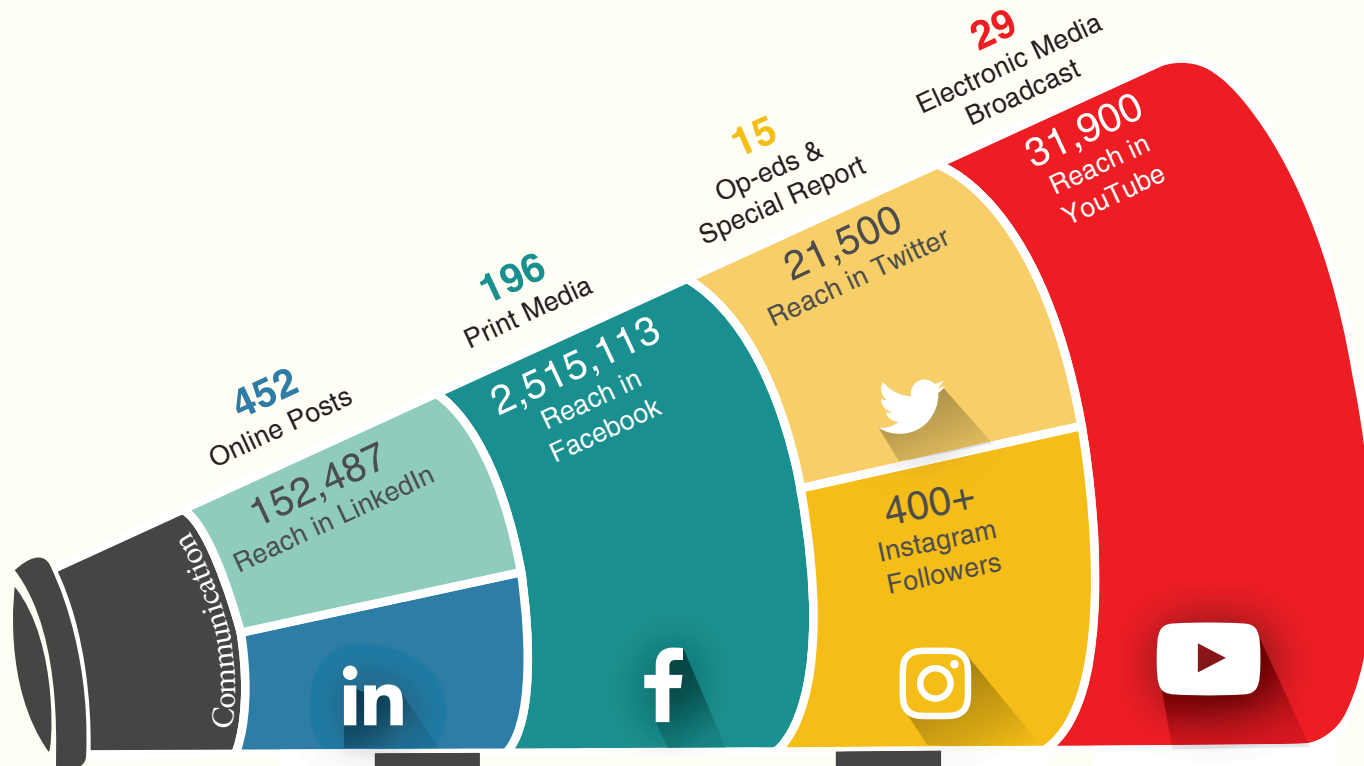 Communication
452
Online Posts
152,487
Reach in LinkedIn
in
196
Print Media
2,515,113
Reach in
Facebook
f
15
Op-eds &
Special Report
21,500
Reach in Twitter
400+
Instagram
Followers
29
Electronic Media
Broadcast
31,900
Reach in
YouTube